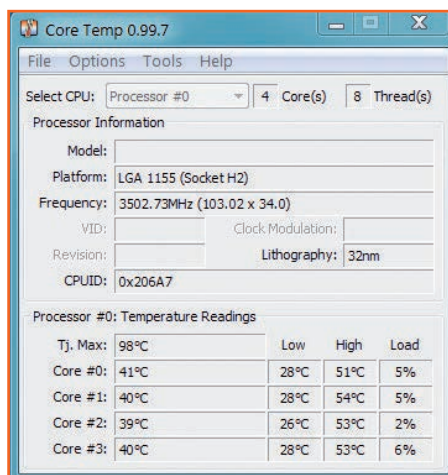 Core Temp 0.99.7
File Options Tools Help
Select CPU: Processor #0 4 Core(s) 8 Thread(s)
Processor Information
Model:
Platform: LGA 1155 (Socket H2)
Frequency: 3502.73MHz (103.02 x 34.0)
VID: Clock Modulation:
Revision: Lithography: 32nm
CPUID: 0x206A7
Processor #0: Temperature Readings
Tj. Max: 98°C Low High Load
Core #0: 41°C 28°C 51°C 5%
Core #1: 40°C 28°C 54°C 5%
Core #2: 39°C 26°C 53°C 2%
Core #3: 40°C 28°C 53°C 6%